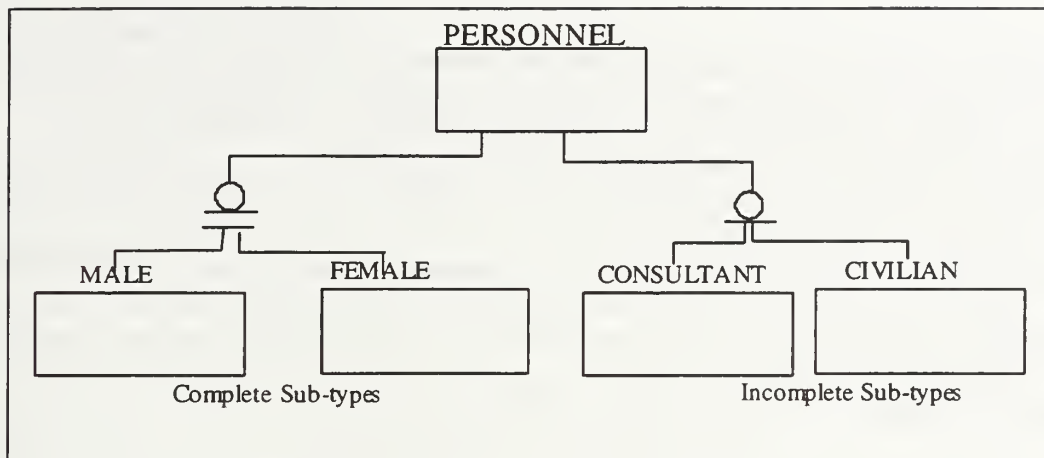 PERSONNEL
MALE
FEMALE
CONSULTANT
CIVILIAN
Complete Sub-types
Incomplete Sub-types